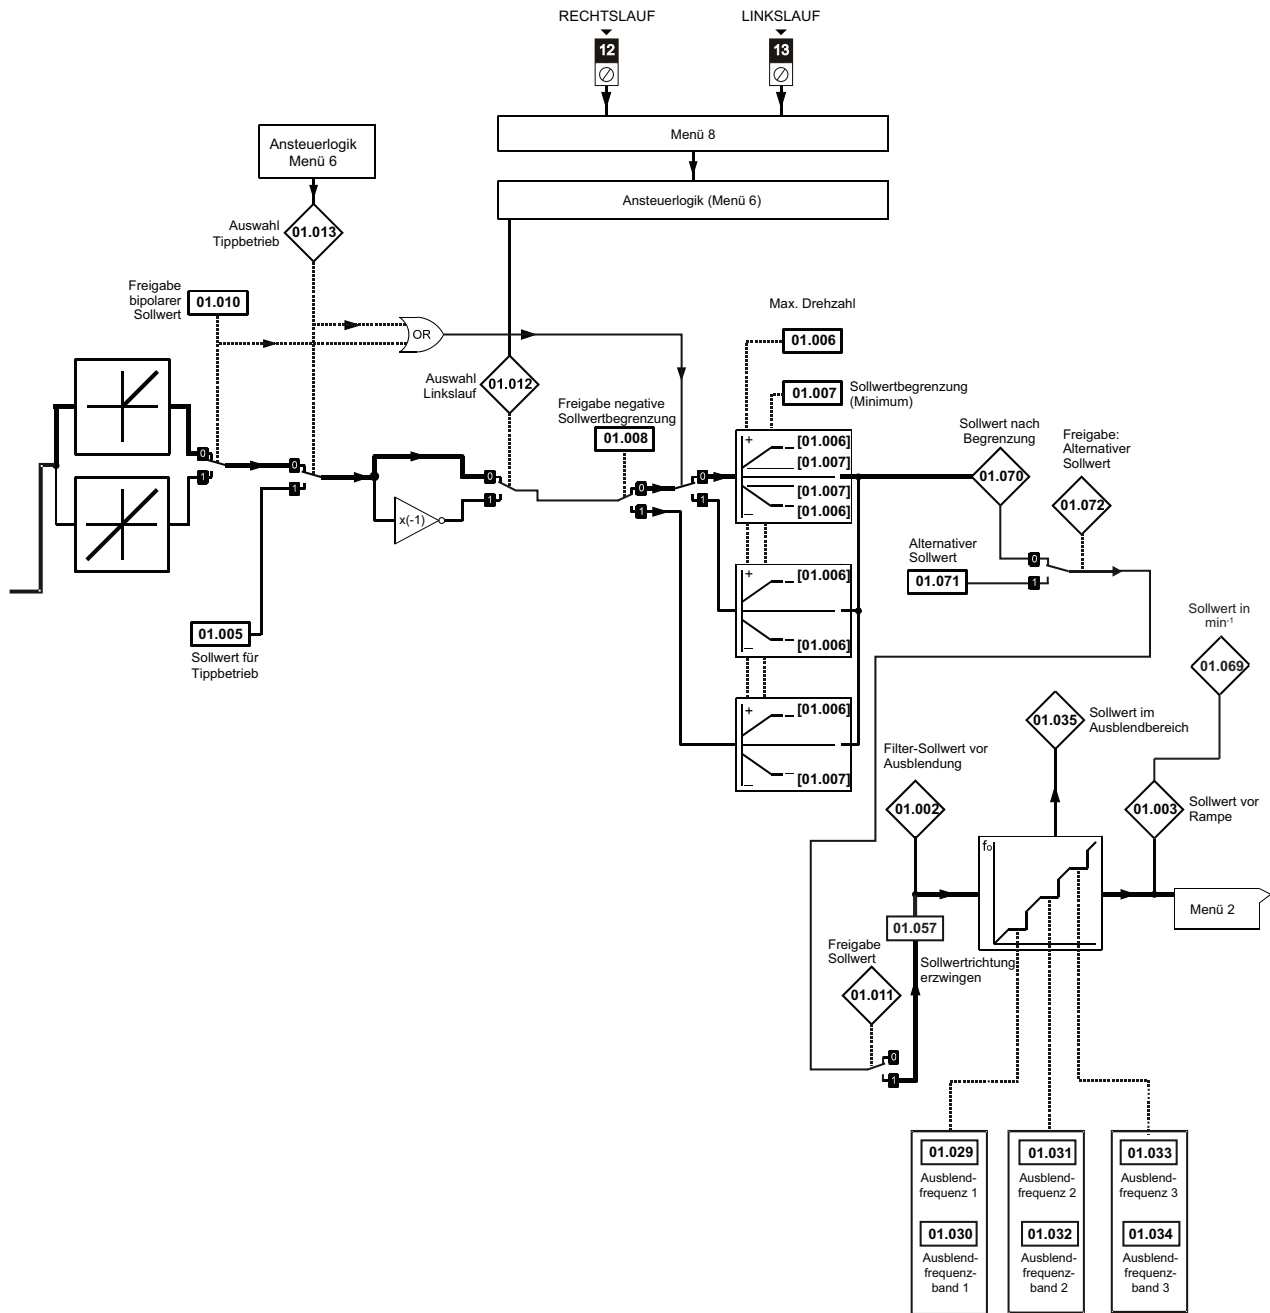 RECHTSLAUF
LINKSLAUF
12
13
Menü 8
Ansteuerlogik
Menü 6
Ansteuerlogik (Menü 6)
Auswahl
Tippbetrieb
01.013
Freigabe
bipolarer
Sollwert
01.010
OR
Max. Drehzahl
01.006
Auswahl
Linkslauf
01.012
01.007
Sollwertbegrenzung
(Minimum)
Freigabe negative
Sollwertbegrenzung
01.008
0
1
0
1
x(-1)
0
1
0
1
0
1
+
[01.006]
[01.007]
[01.007]
[01.006]
_
Sollwert nach
Begrenzung
01.070
Freigabe:
Alternativer
Sollwert
01.072
Alternativer
Sollwert
01.071
0
1
+
[01.006]
[01.006]
_
01.005
Sollwert für
Tippbetrieb
Sollwert in
min-1
01.069
+
[01.006]
[01.007]
_
01.035
Sollwert im
Ausblendbereich
Filter-Sollwert vor
Ausblendung
01.002
01.003
Sollwert vor
Rampe
fo
Menü 2
01.057
Sollwertrichtung
erzwingen
Freigabe
Sollwert
01.011
0
1
01.029
Ausblend-
frequenz 1
01.030
Ausblend-
frequenz-
band 1
01.031
Ausblend-
frequenz 2
01.032
Ausblend-
frequenz-
band 2
01.033
Ausblend-
frequenz 3
01.034
Ausblend-
frequenz-
band 3